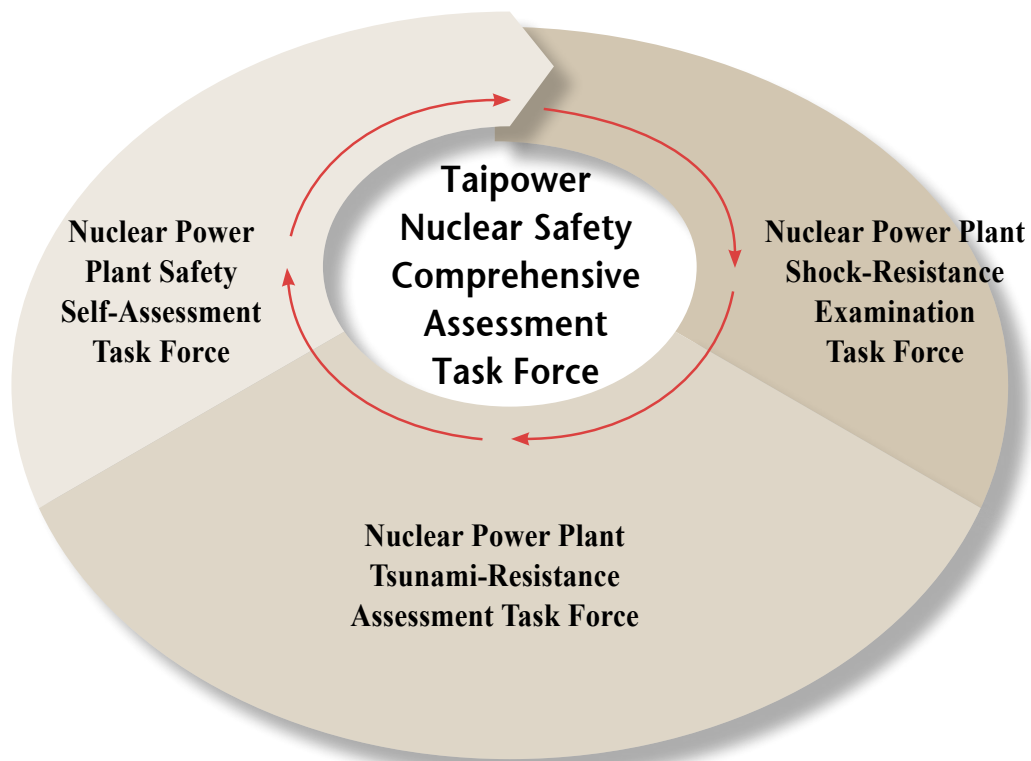 Taipower
Nuclear Safety
Comprehensive
Assessment
Task Force
Nuclear Power
Plant Safety
Self-Assessment
Task Force
Nuclear Power Plant
Shock-Resistance
Examination
Task Force
Nuclear Power Plant
Tsunami-Resistance
Assessment Task Force